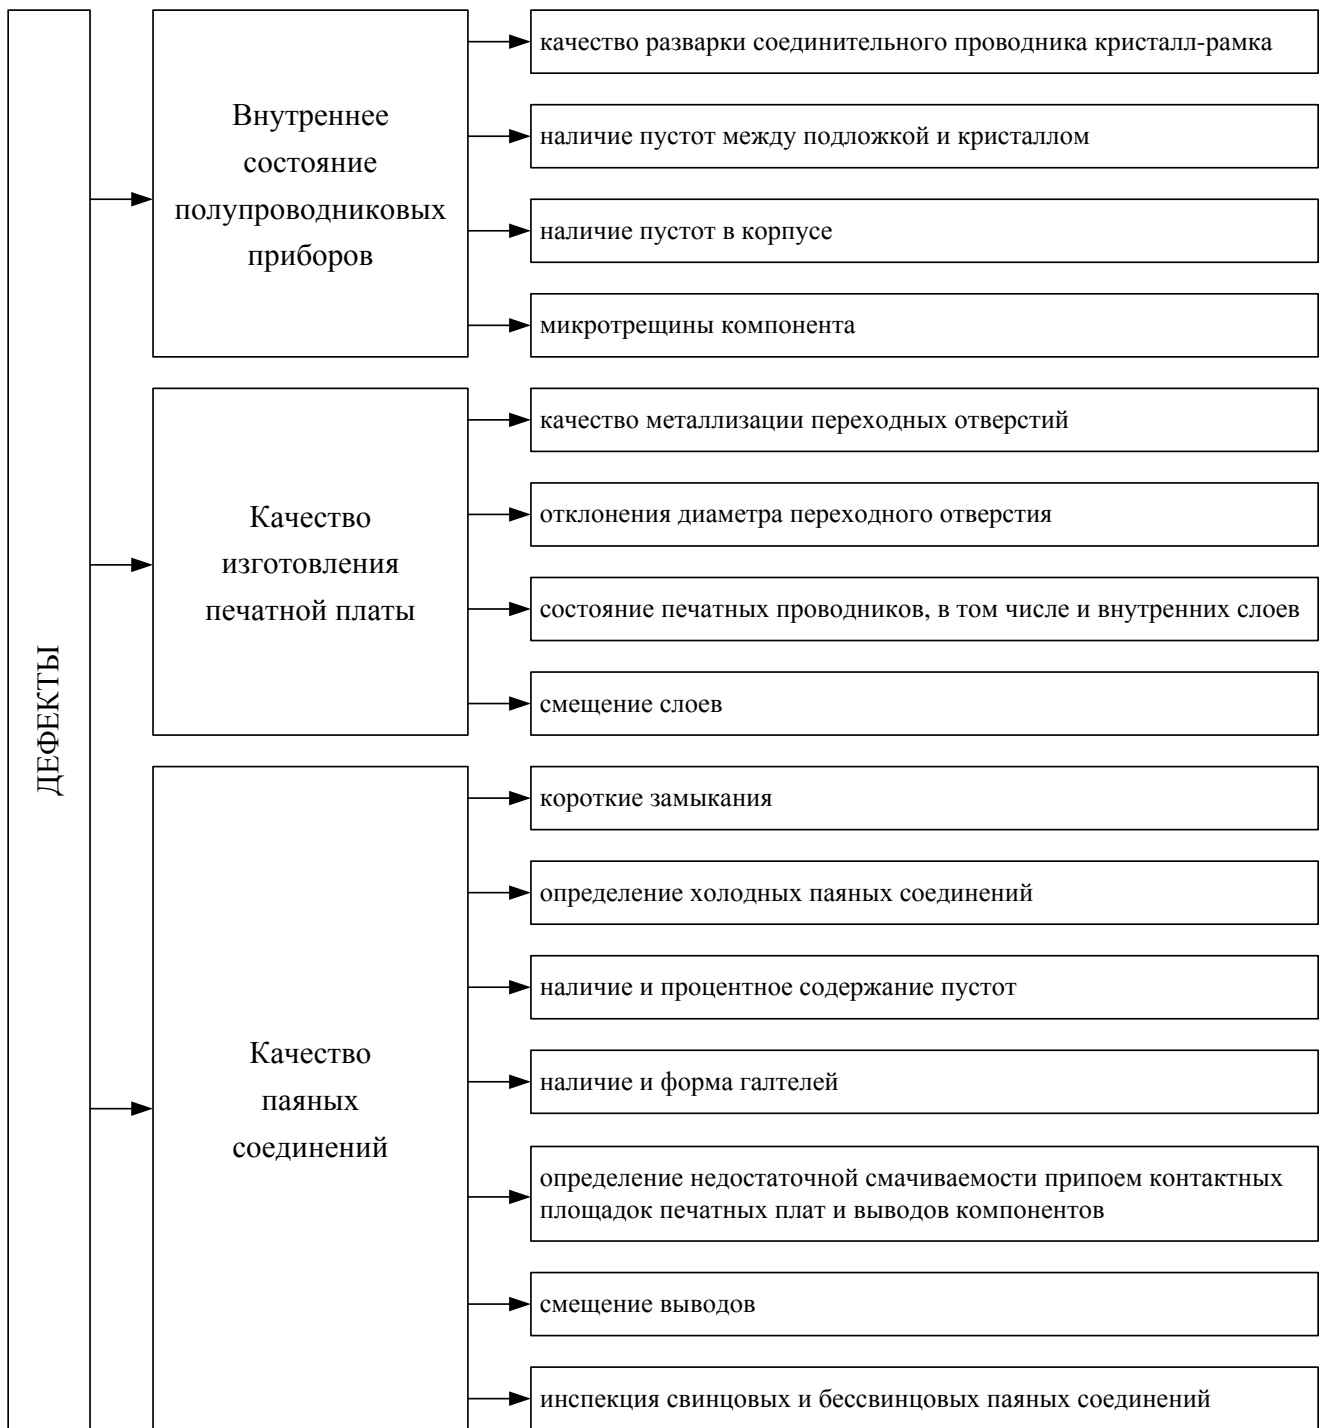 ДЕФЕКТЫ
Внутреннее
состояние
полупроводниковых
приборов
качество разварки соединительного проводника кристалл-рамка
наличие пустот между подложкой и кристаллом
наличие пустот в корпусе
микротрещины компонента
Качество
изготовления
печатной платы
качество металлизации переходных отверстий
отклонения диаметра переходного отверстия
состояние печатных проводников, в том числе и внутренних слоев
смещение слоев
Качество
паяных
соединений
короткие замыкания
определение холодных паяных соединений
наличие и процентное содержание пустот
наличие и форма галтелей
определение недостаточной смачиваемости припоем контактных
площадок печатных плат и выводов компонентов
смещение выводов
инспекция свинцовых и бессвинцовых паяных соединений